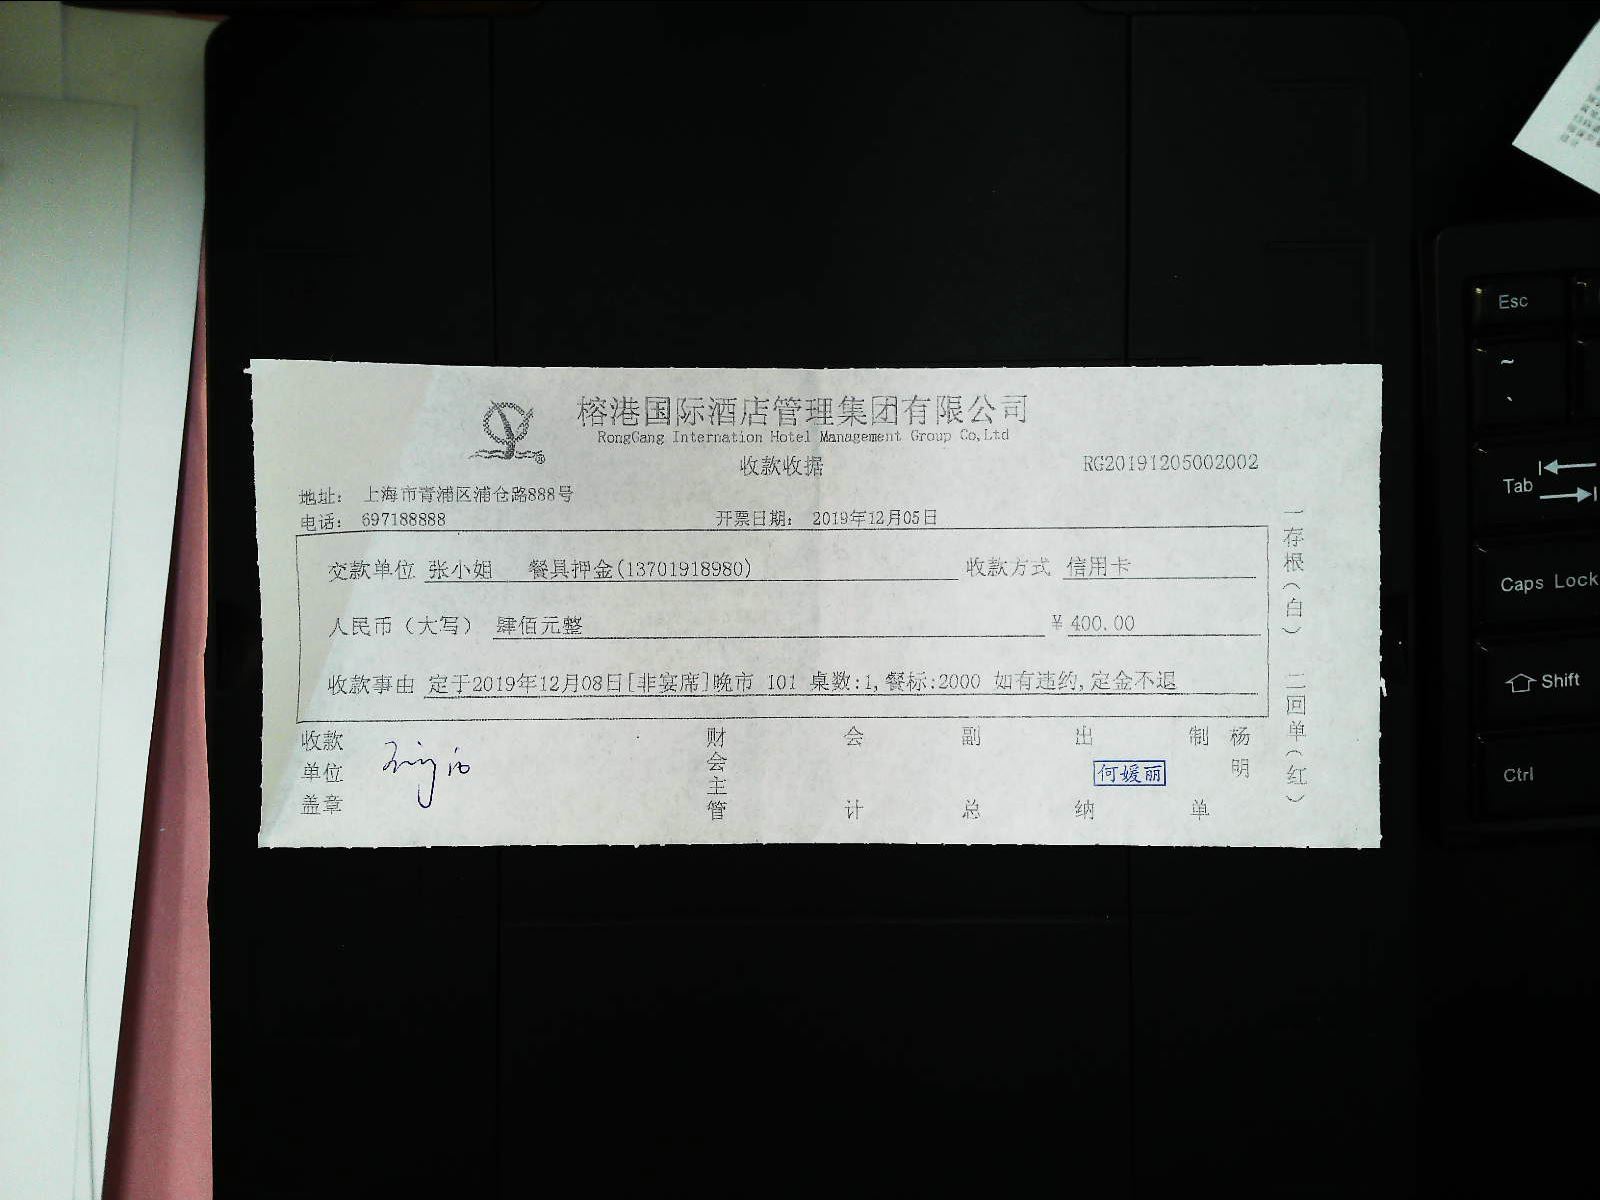 榕港国际酒店管理集团有限公司
RongGang Internation Hotel Management Group Co,Ltd
收款收据 RG20191205002002
地址： 上海市青浦区浦仓路888号
电话： 697188888 开票日期： 2019年12月05日
交款单位 张小姐 餐具押金(13701918980) 收款方式 信用卡
人民币（大写） 肆佰元整 ¥ 400.00
收款事由 定于2019年12月08日[非宴席]晚市 101 桌数:1,餐标:2000 如有违约,定金不退
收款单位盖章
财会主管
会计
副总
出纳
何媛丽
制单
杨明
一存根（白） 二回单（红）
Esc
~
Tab
Caps Lock
Shift
Ctrl